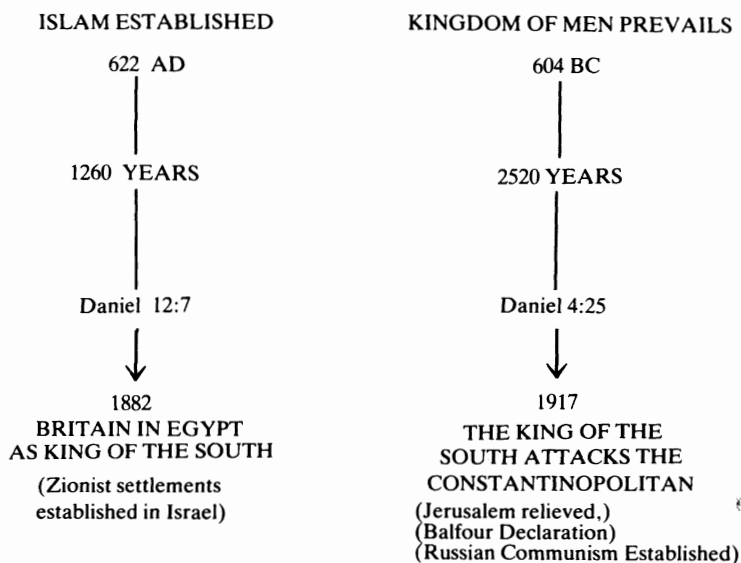 ISLAM ESTABLISHED
622 AD
1260 YEARS
Daniel 12:7
1882
BRITAIN IN EGYPT
AS KING OF THE SOUTH
(Zionist settlements
established in Israel)
KINGDOM OF MEN PREVAILS
604 BC
2520 YEARS
Daniel 4:25
1917
THE KING OF THE
SOUTH ATTACKS THE
CONSTANTINOPOLITAN
(Jerusalem relieved,)
(Balfour Declaration)
(Russian Communism Established)